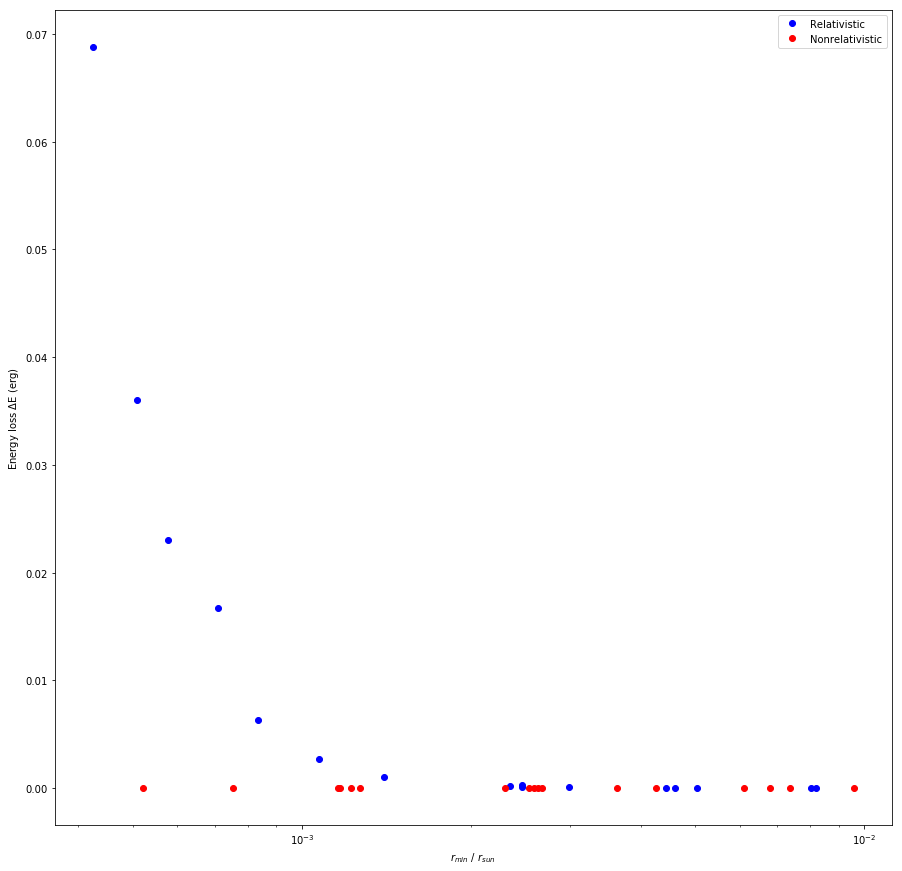 Relativistic
Nonrelativistic
0.07
0.06
0.05
0.04
0.03
0.02
0.01
0.00
Energy loss ΔE (erg)
10⁻³
10⁻²
r_min / r_sun